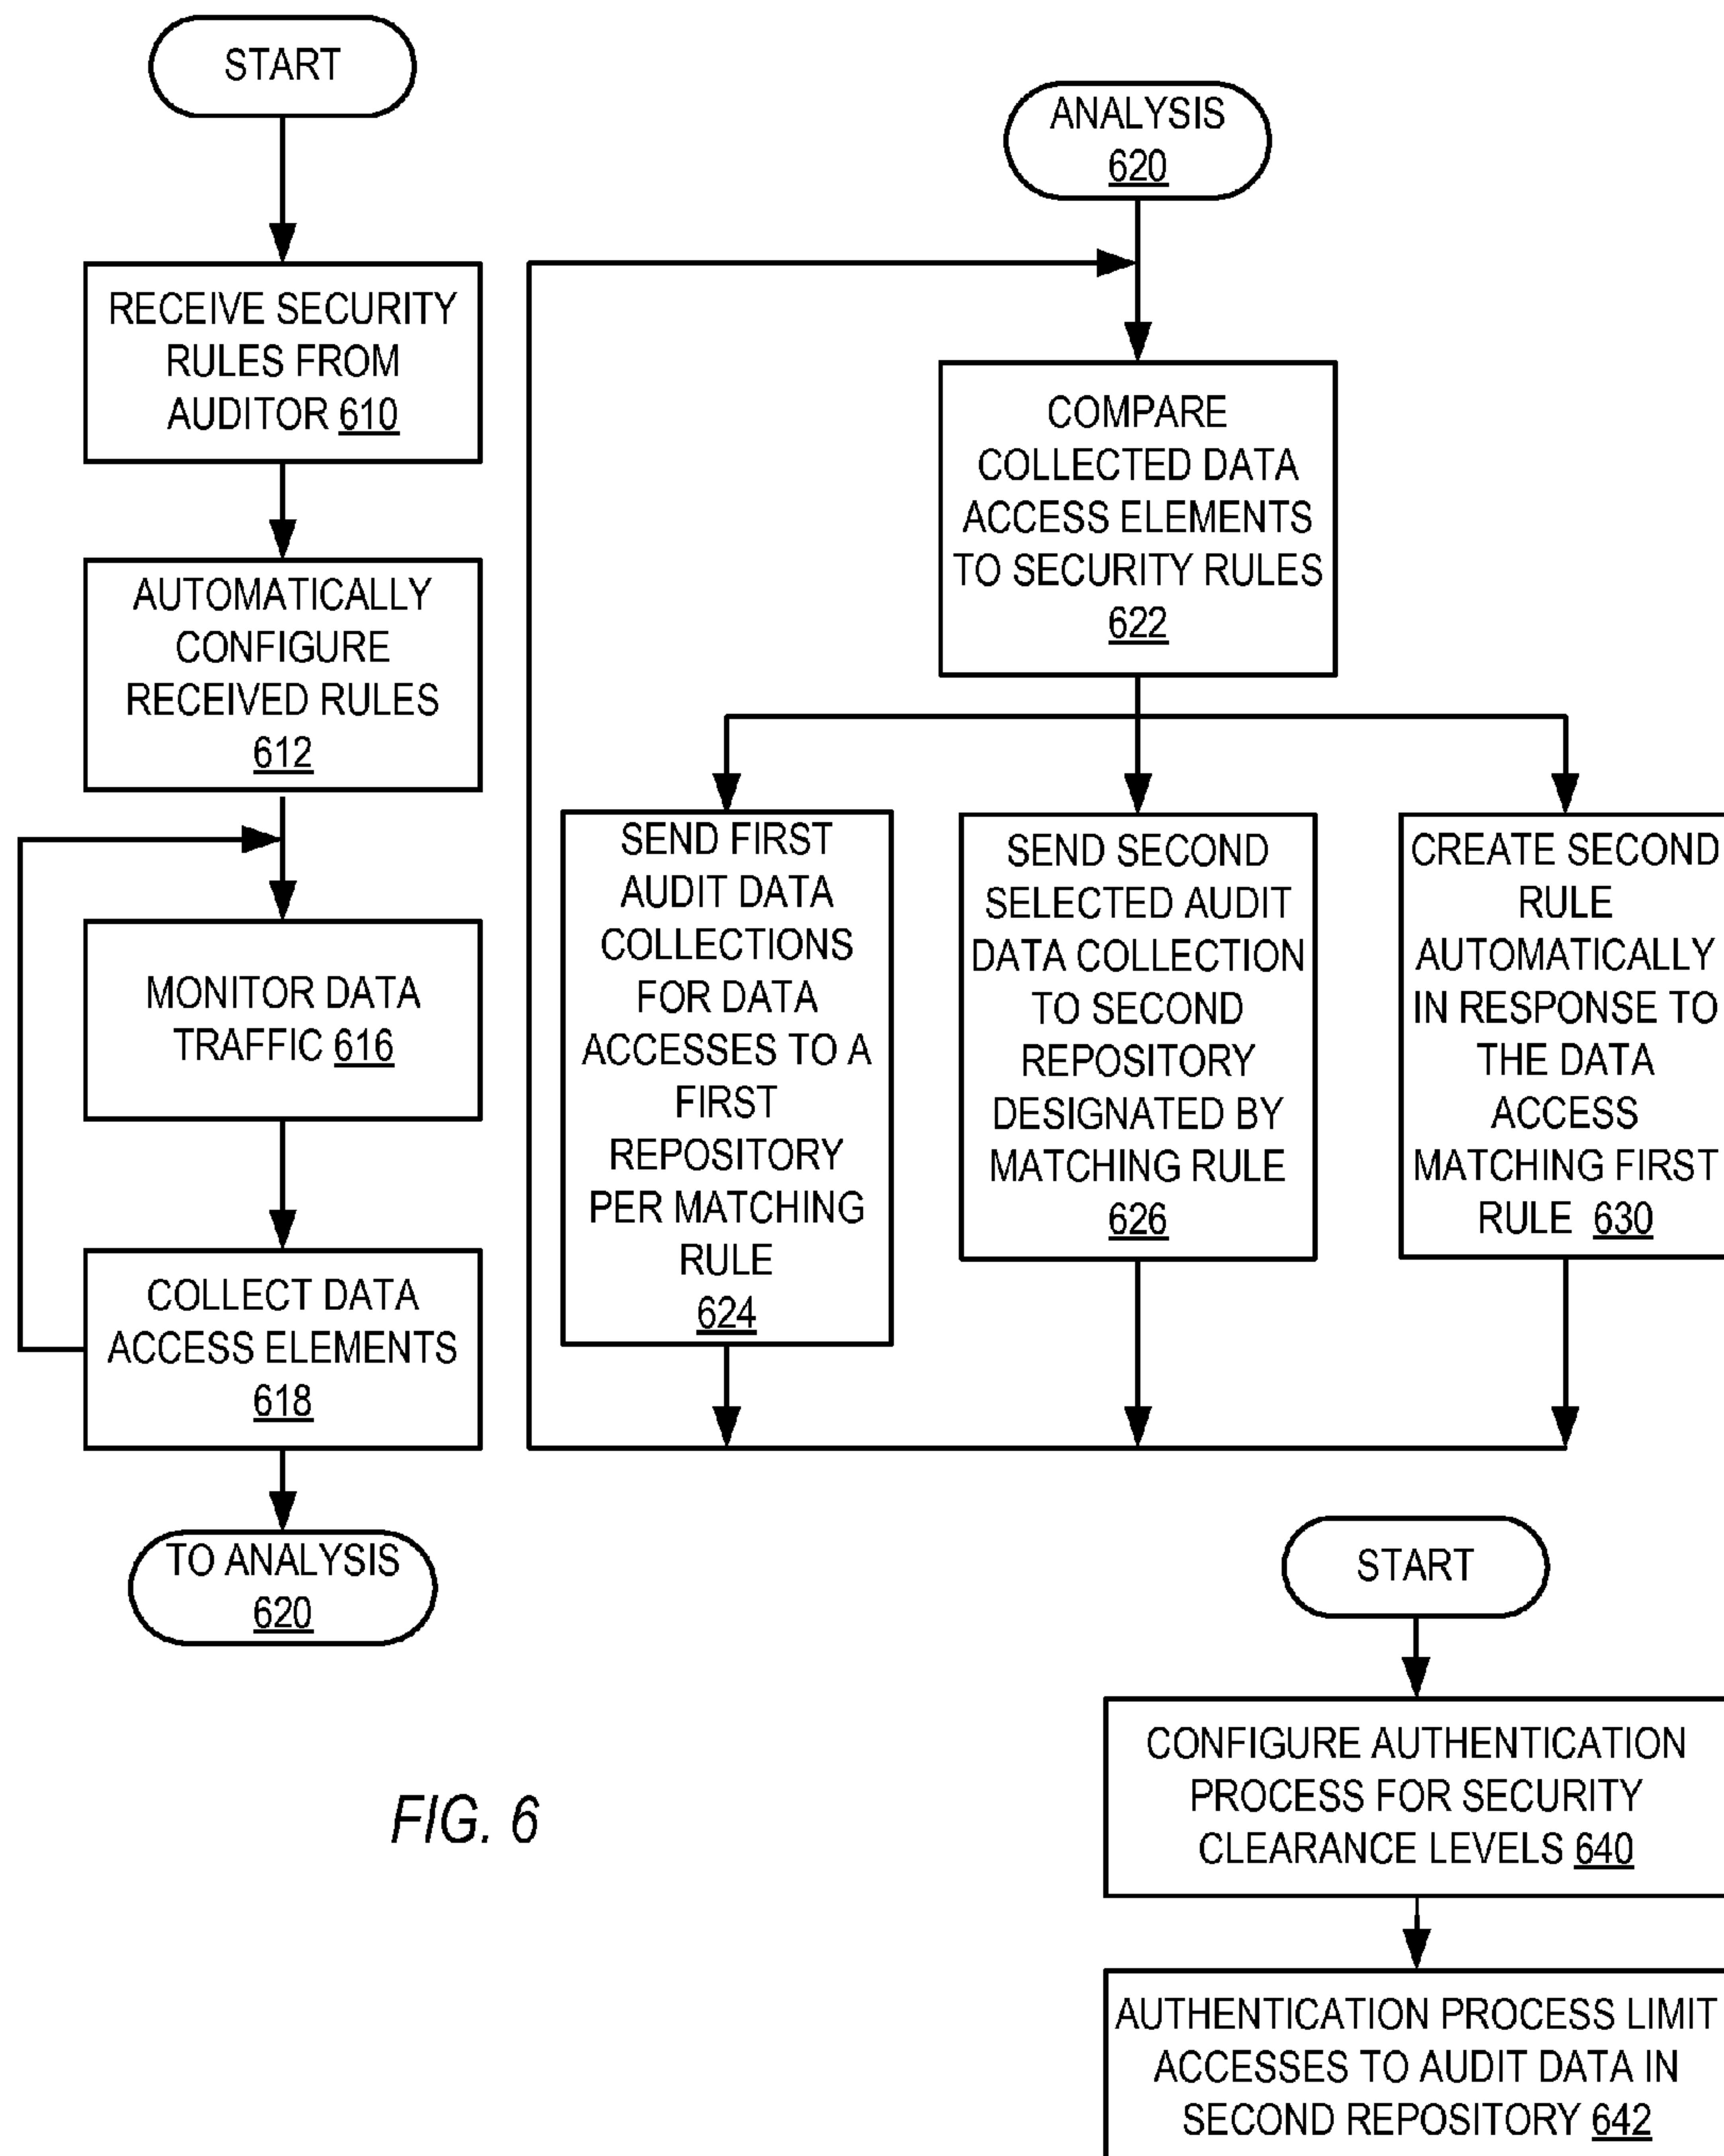 START
RECEIVE SECURITY
RULES FROM
AUDITOR 610
AUTOMATICALLY
CONFIGURE
RECEIVED RULES
612
MONITOR DATA
TRAFFIC 616
COLLECT DATA
ACCESS ELEMENTS
618
TO ANALYSIS
620
ANALYSIS
620
COMPARE
COLLECTED DATA
ACCESS ELEMENTS
TO SECURITY RULES
622
SEND FIRST
AUDIT DATA
COLLECTIONS
FOR DATA
ACCESSES TO A
FIRST
REPOSITORY
PER MATCHING
RULE
624
SEND SECOND
SELECTED AUDIT
DATA COLLECTION
TO SECOND
REPOSITORY
DESIGNATED BY
MATCHING RULE
626
CREATE SECOND
RULE
AUTOMATICALLY
IN RESPONSE TO
THE DATA
ACCESS
MATCHING FIRST
RULE 630
START
CONFIGURE AUTHENTICATION
PROCESS FOR SECURITY
CLEARANCE LEVELS 640
AUTHENTICATION PROCESS LIMIT
ACCESSES TO AUDIT DATA IN
SECOND REPOSITORY 642
FIG. 6